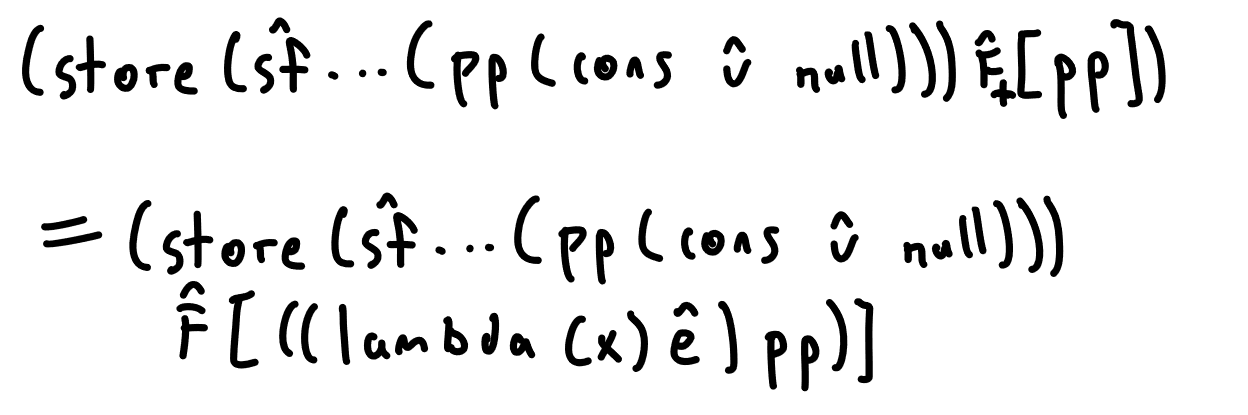 (store (ŝf̂...(pp (cons v̂ null))) F̂₊[pp])
= (store (ŝf̂...(pp (cons v̂ null)))
F̂[((lambda (x) ê) pp)]